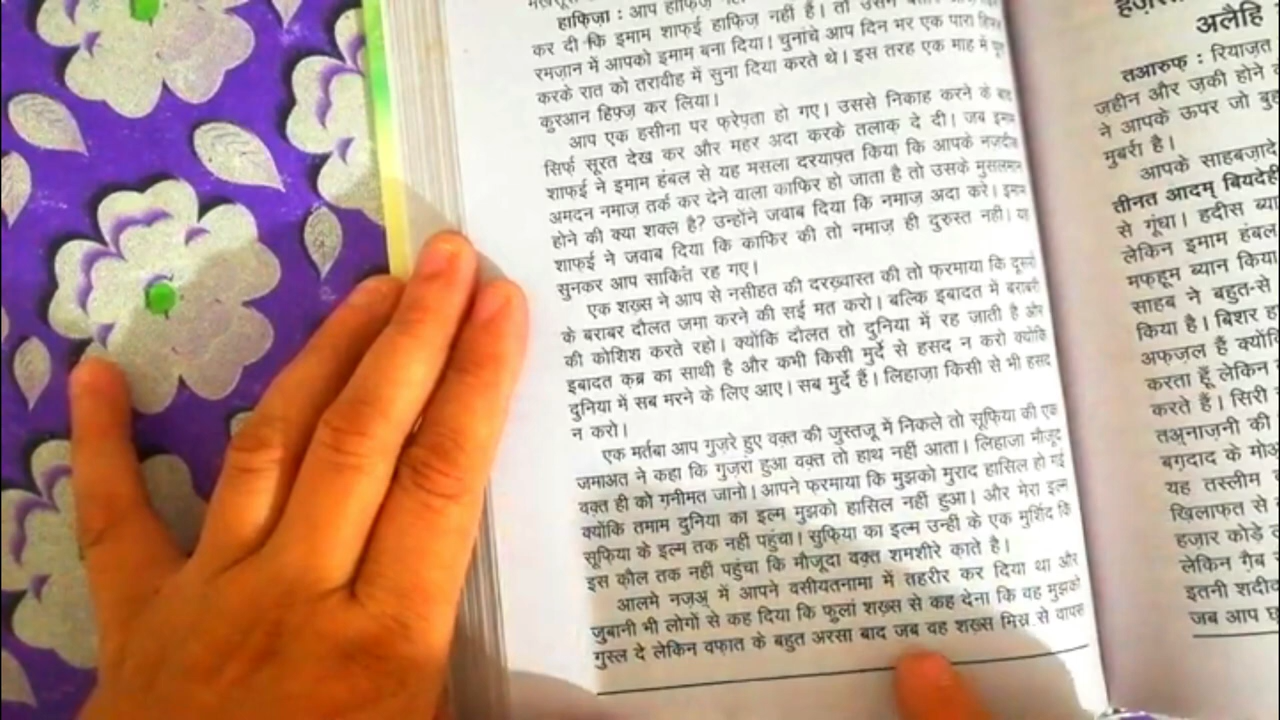 हाफ़िज़ा : आप हाफ़िज़
कर दी कि इमाम शाफ़ई हाफ़िज़ नहीं हैं। तो उसने
रमज़ान में आपको इमाम बना दिया। चुनांचे आप दिन भर एक पारा हिफ़्ज़
करके रात को तरावीह में सुना दिया करते थे। इस तरह एक माह में पूरा
कुरआन हिफ़्ज़ कर लिया।
आप एक हसीना पर फ़रेफ़्ता हो गए। उससे निकाह करने के बाद
सिर्फ़ सूरत देख कर और महर अदा करके तलाक़ दे दी। जब इमाम
शाफ़ई ने इमाम हंबल से यह मसला दरयाफ़्त किया कि आपके नज़दीक
अमदन नमाज़ तर्क कर देने वाला काफ़िर हो जाता है तो उसके मुसलमान
होने की क्या शक्ल है? उन्होंने जवाब दिया कि नमाज़ अदा करे। इमाम
शाफ़ई ने जवाब दिया कि काफ़िर की तो नमाज़ ही दुरुस्त नहीं। यह
सुनकर आप साकित रह गए।
एक शख़्स ने आप से नसीहत की दरख़्वास्त की तो फरमाया कि दूसरों
के बराबर दौलत जमा करने की सई मत करो। बल्कि इबादत में बराबरी
की कोशिश करते रहो। क्योंकि दौलत तो दुनिया में रह जाती है और
इबादत क़ब्र का साथी है और कभी किसी मुर्दे से हसद न करो क्योंकि
दुनिया में सब मरने के लिए आए। सब मुर्दे हैं। लिहाज़ा किसी से भी हसद
न करो।
एक मर्तबा आप गुज़रे हुए वक़्त की जुस्तजू में निकले तो सूफ़िया की एक
जमाअत ने कहा कि गुज़रा हुआ वक्त तो हाथ नहीं आता। लिहाजा मौजूद
वक़्त ही को ग़नीमत जानो। आपने फरमाया कि मुझको मुराद हासिल हो गई
क्योंकि तमाम दुनिया का इल्म मुझको हासिल नहीं हुआ। और मेरा इल्म
सूफ़िया के इल्म तक नहीं पहुंचा। सुफ़िया का इल्म उन्हीं के एक मुर्शिद कि
इस क़ौल तक नहीं पहुंचा कि मौजूदा वक़्त शमशीरे क़ाते है।
आलमे नज़अ् में आपने वसीयतनामा में तहरीर कर दिया था और
जुबानी भी लोगों से कह दिया कि फुलां शख़्स से कह देना कि वह मुझको
गुस्ल दे लेकिन वफ़ात के बहुत अरसा बाद जब वह शख़्स मिस्र से वापस
अलैहि
तआरुफ़ : रियाज़त
ज़हीन और ज़की होने
ने आपके ऊपर जो
मुबर्रा है।
आपके साहबज़ादे
तीनत आदम् बियदेही
से गूंधा। हदीस
लेकिन इमाम हंबल
मफ़हूम ब्यान किया
साहब ने बहुत-से
किया है। बिशर
अफ़ज़ल हैं क्योंकि
करता हूँ लेकिन
करते हैं। सिरी
तअ्नाज़नी की
बग़दाद के
यह तस्लीम
ख़िलाफत से
हज़ार कोड़े
लेकिन ग़ैब
इतनी शदीद
जब आप